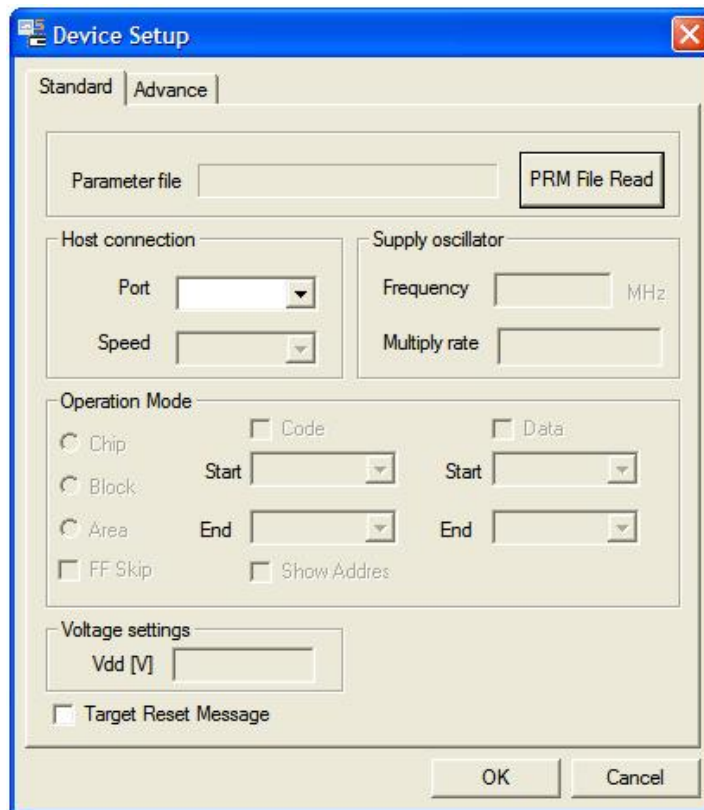 Device Setup
Standard Advance
Parameter file PRM File Read
Host connection
Port
Speed
Supply oscillator
Frequency MHz
Multiply rate
Operation Mode
Chip
Block
Area
FF Skip
Code
Start
End
Show Addres
Data
Start
End
Voltage settings
Vdd [V]
Target Reset Message
OK Cancel